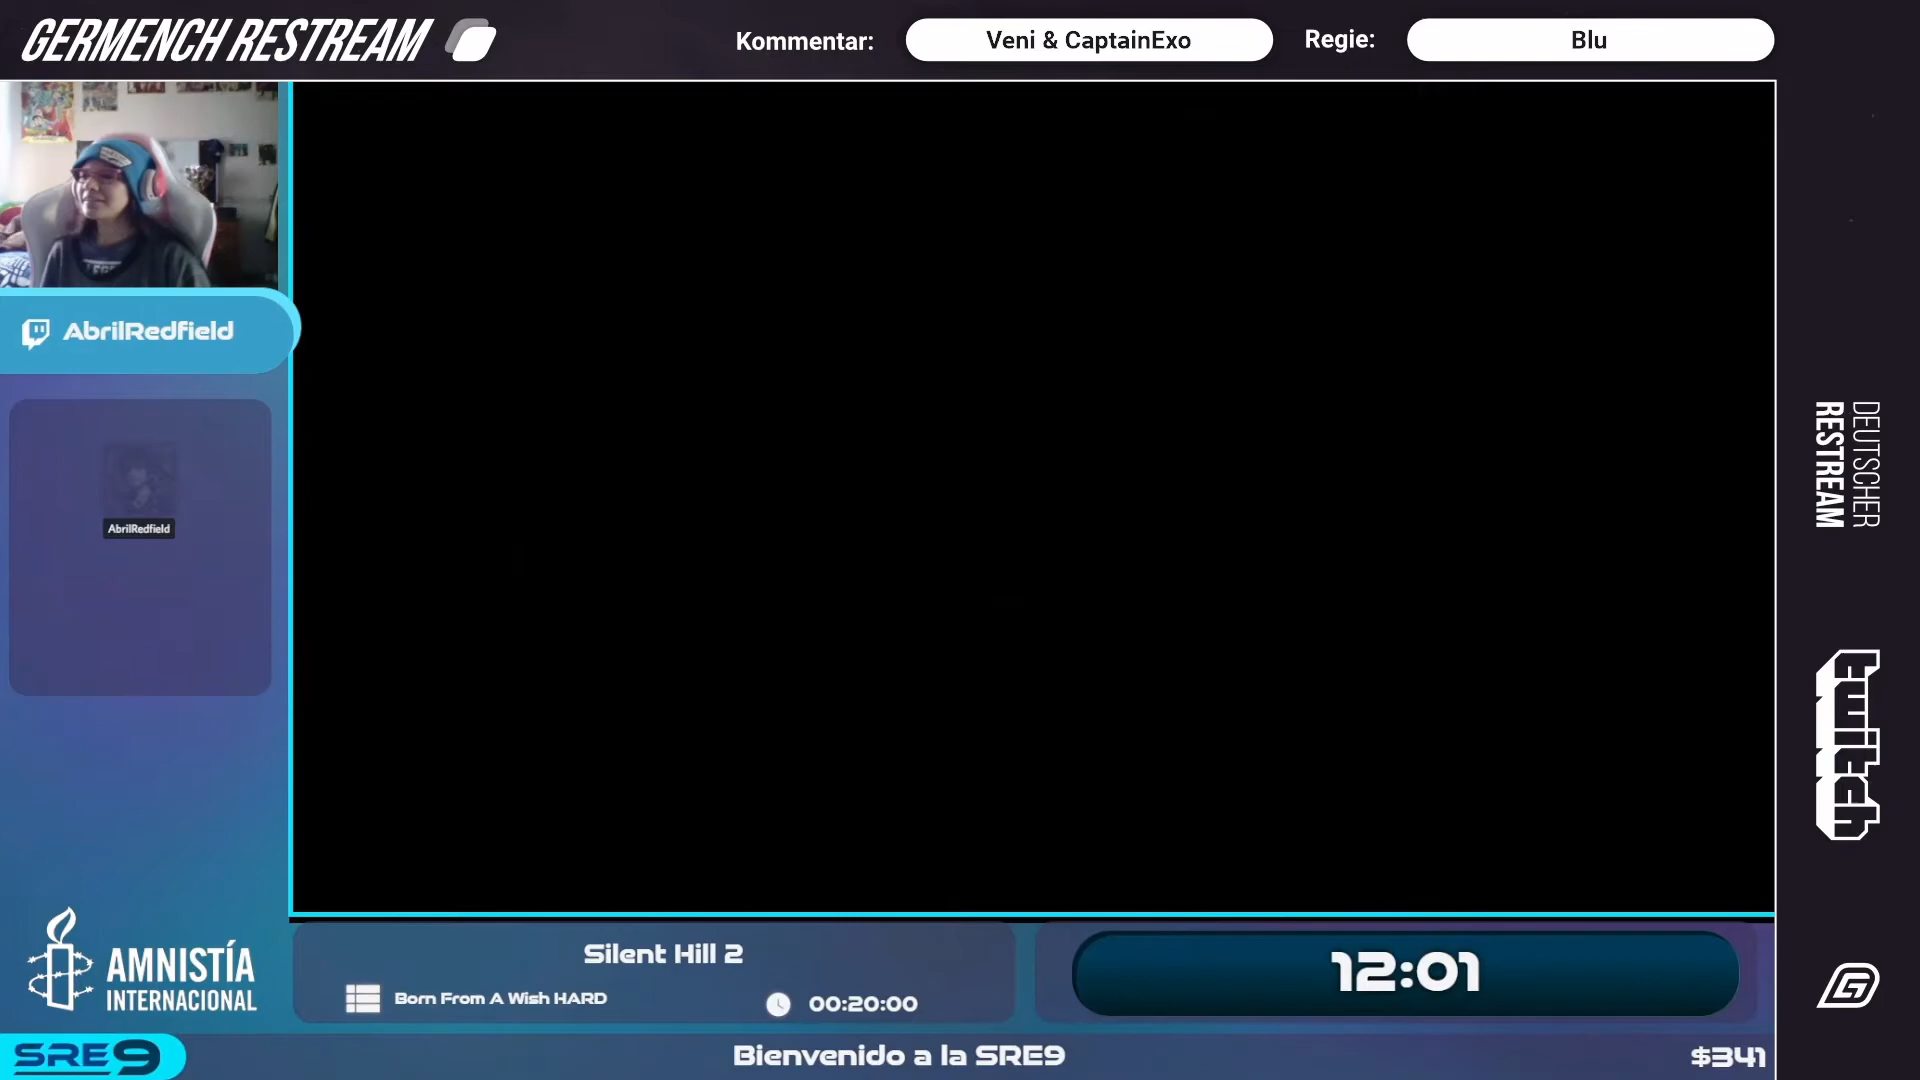 GERMENCH RESTREAM
Kommentar:
Veni & CaptainExo
Regie:
Blu
AbrilRedfield
AbrilRedfield
DEUTSCHER
RESTREAM
twitch
AMNISTÍA
INTERNACIONAL
Silent Hill 2
Born From A Wish HARD
00:20:00
12:01
SRE9
Bienvenido a la SRE9
$341